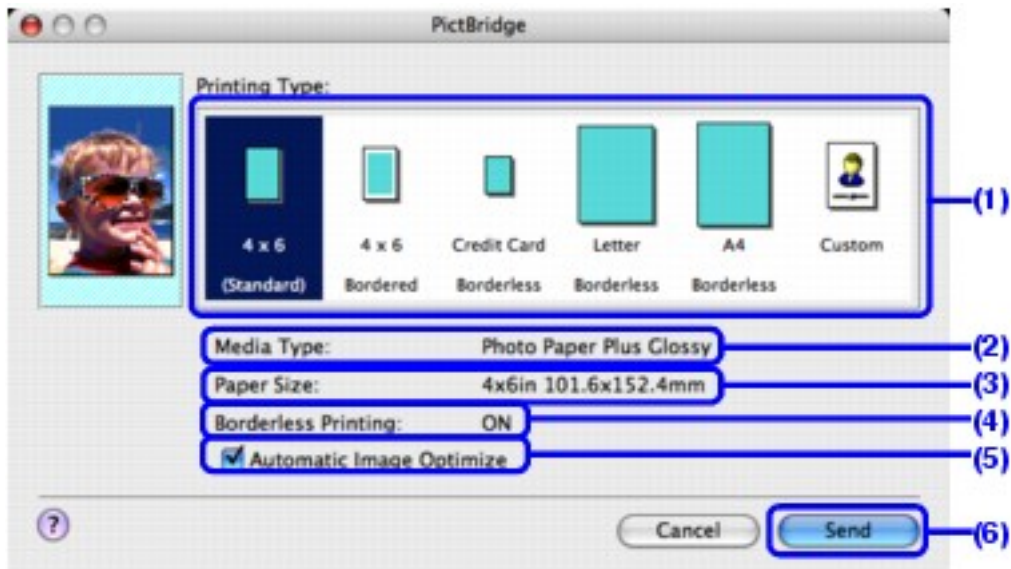 PictBridge
Printing Type:
4 x 6 4 x 6 Credit Card Letter A4 Custom
(Standard) Bordered Borderless Borderless Borderless
(1)
Media Type: Photo Paper Plus Glossy
(2)
Paper Size: 4x6in 101.6x152.4mm
(3)
Borderless Printing: ON
(4)
Automatic Image Optimize
(5)
? Cancel Send
(6)